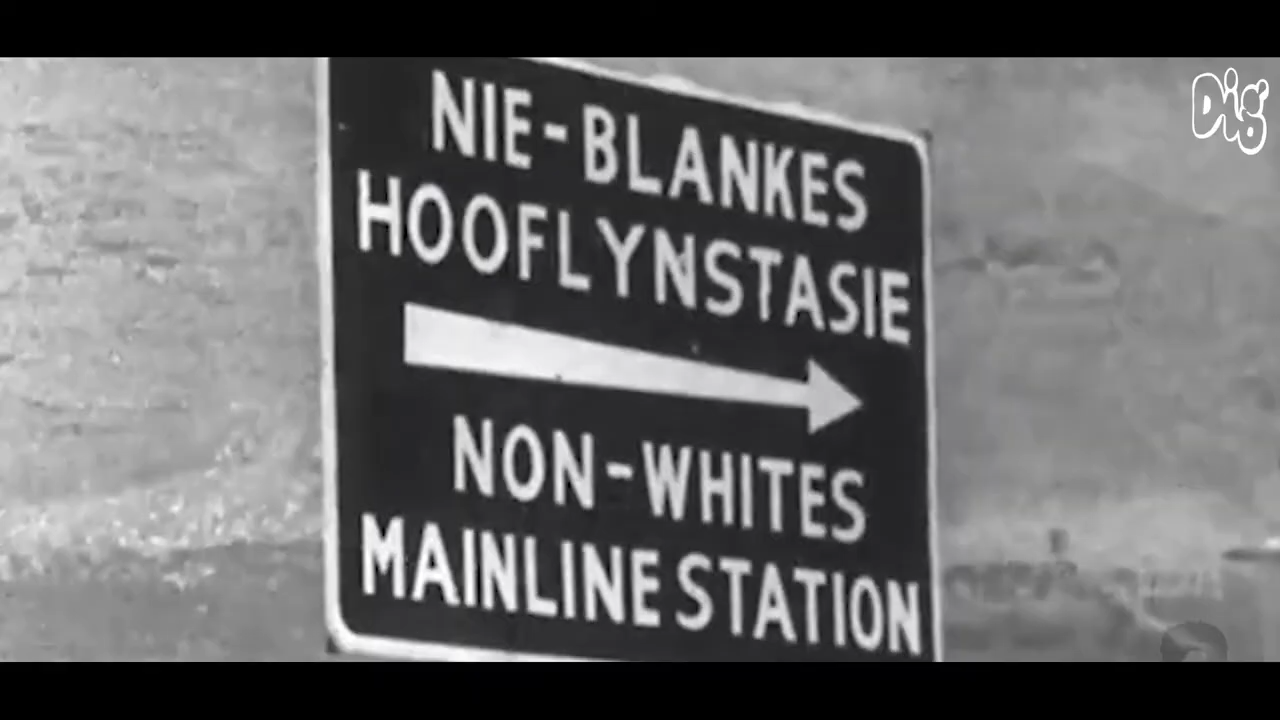 Dig
NIE-BLANKES
HOOFLYNSTASIE
NON-WHITES
MAINLINE STATION